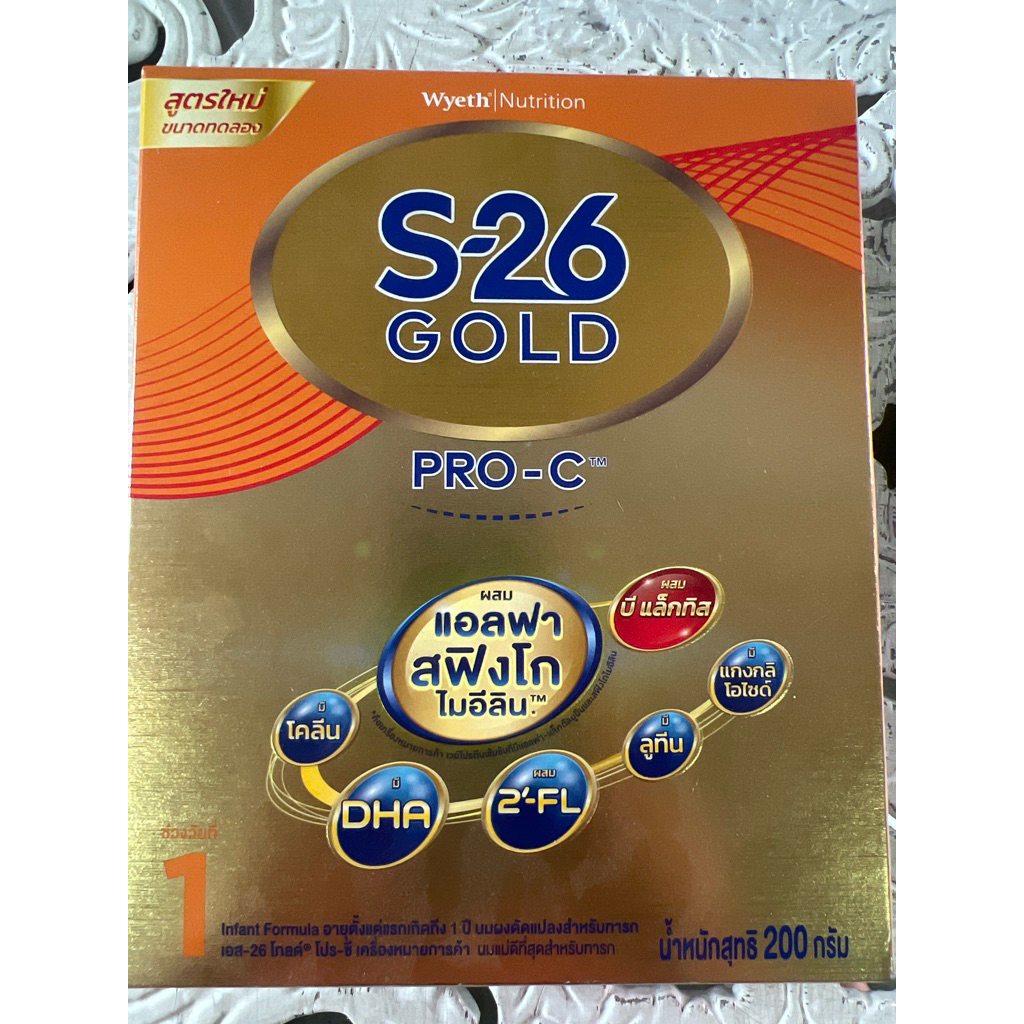 สูตรใหม่
ขนาดทดลอง
Wyeth® | Nutrition
S-26
GOLD
PRO-C™
ผสม
แอลฟา
สฟิงโก
ไมอีลิน™*
ผสม
บี แล็กทิส
มี
แกงกลิ
โอไซด์
มี
ลูทีน
ผสม
2'-FL
มี
DHA
มี
โคลีน
ช่วงวัยที่
1
Infant Formula อายุตั้งแต่แรกเกิดถึง 1 ปี นมผงดัดแปลงสำหรับทารก
เอส-26 โกลด์® โปร-ซี เครื่องหมายการค้า นมแม่ดีที่สุดสำหรับทารก
น้ำหนักสุทธิ 200 กรัม